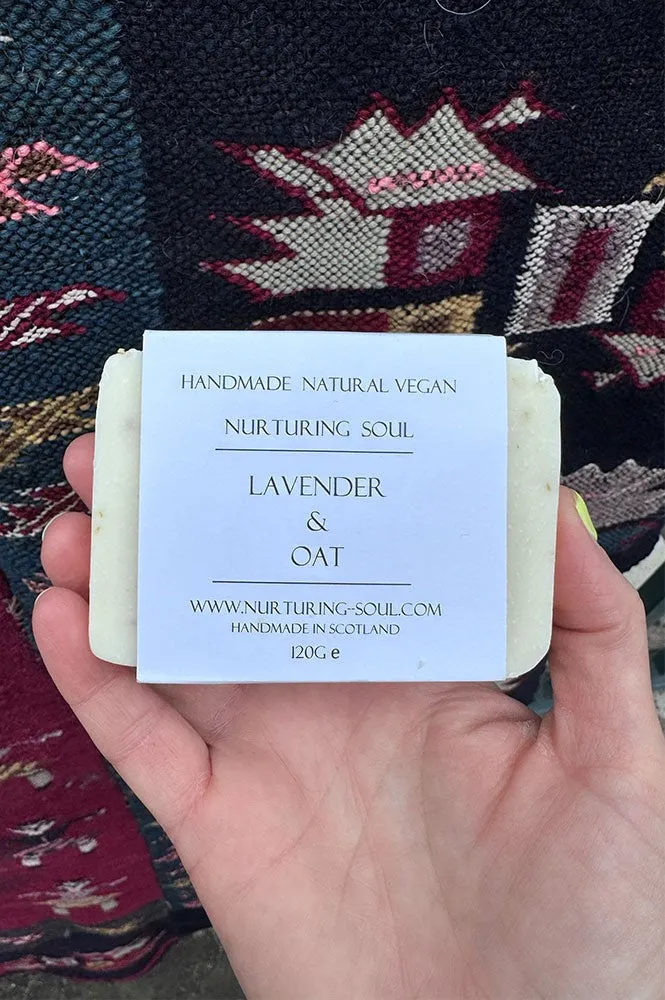 HANDMADE NATURAL VEGAN
NURTURING SOUL
LAVENDER
&
OAT
WWW.NURTURING-SOUL.COM
HANDMADE IN SCOTLAND
120G ℮